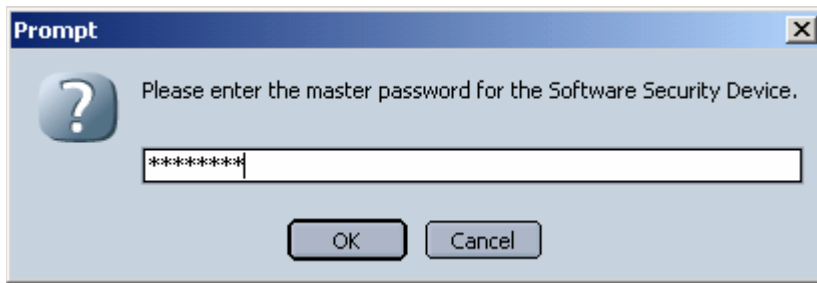 Prompt
Please enter the master password for the Software Security Device.
********
OK
Cancel